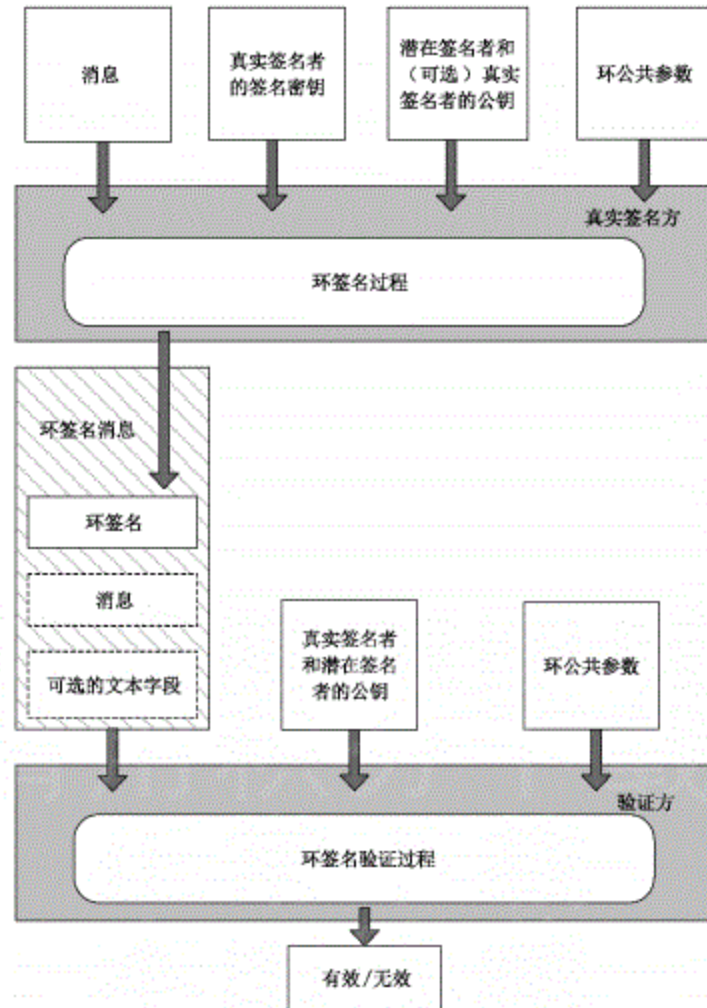 消息
真实签名者
的签名密钥
潜在签名者和
（可选）真实
签名者的公钥
环公共参数
真实签名方
环签名过程
环签名消息
环签名
消息
可选的文本字段
真实签名者
和潜在签名
者的公钥
环公共参数
验证方
环签名验证过程
有效/无效